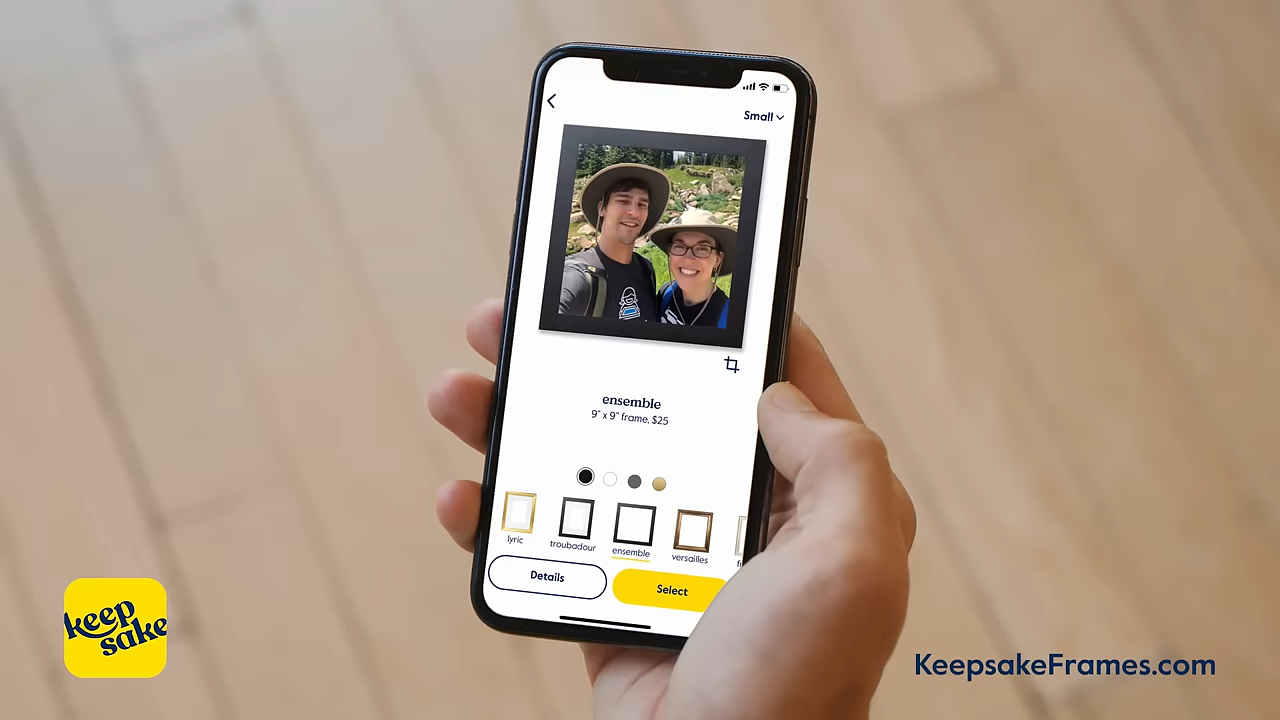 Small
ensemble
9" x 9" frame, $25
lyric
troubadour
ensemble
versailles
Details
Select
keep
sake
KeepsakeFrames.com